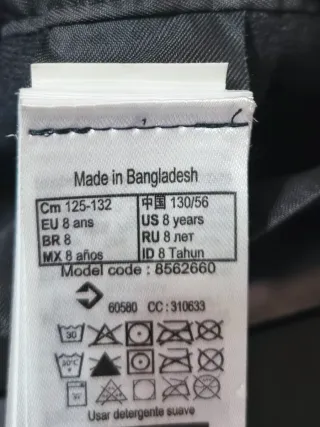 Made in Bangladesh
Cm 125-132 中国 130/56
EU 8 ans US 8 years
BR 8 RU 8 лет
MX 8 años ID 8 Tahun
Model code : 8562660
60580 CC : 310633
30
30°C
Usar detergente suave